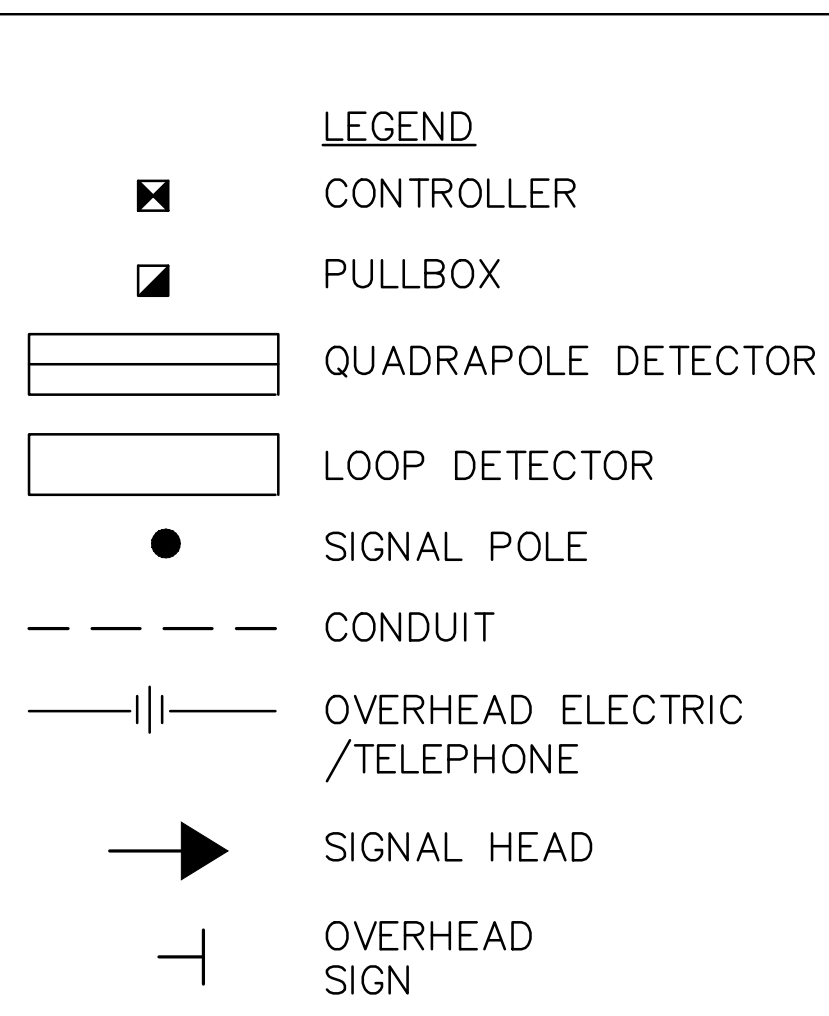 LEGEND
CONTROLLER
PULLBOX
QUADRAPOLE DETECTOR
LOOP DETECTOR
SIGNAL POLE
CONDUIT
OVERHEAD ELECTRIC
/TELEPHONE
SIGNAL HEAD
OVERHEAD
SIGN